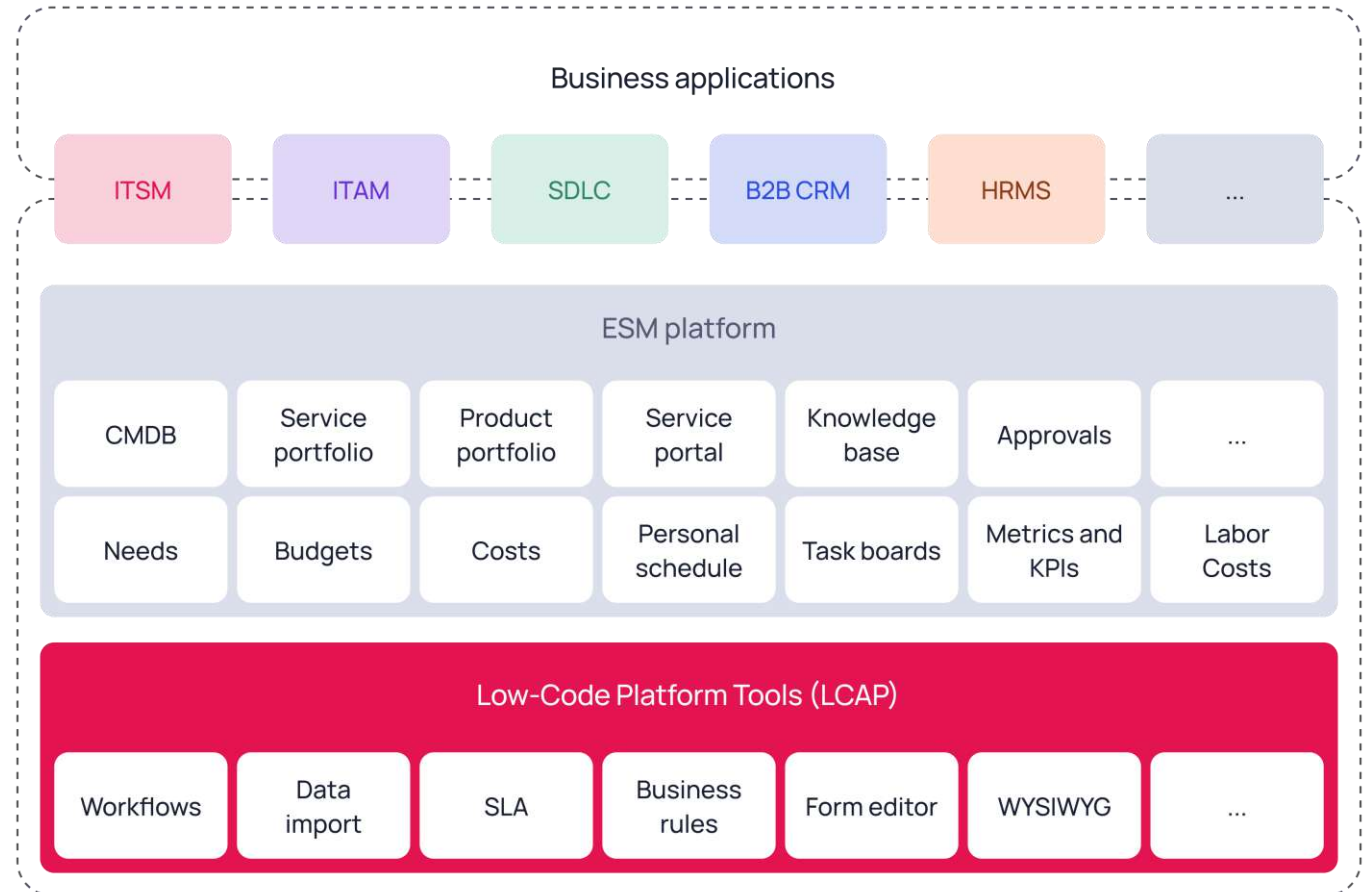 Business applications
ITSM
ITAM
SDLC
B2B CRM
HRMS
...
ESM platform
CMDB
Service
portfolio
Product
portfolio
Service
portal
Knowledge
base
Approvals
...
Needs
Budgets
Costs
Personal
schedule
Task boards
Metrics and
KPIs
Labor
Costs
Low-Code Platform Tools (LCAP)
Workflows
Data
import
SLA
Business
rules
Form editor
WYSIWYG
...